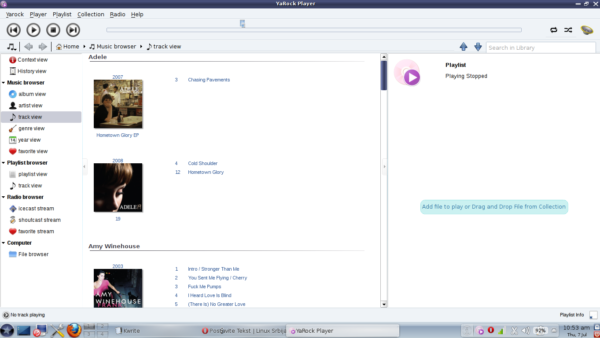 YaRock Player
Yarock Player Playlist Collection Radio Help
Home Music browser track view
Search in Library
Context view
History view
Music browser
album view
artist view
track view
genre view
year view
favorite view
Playlist browser
playlist view
track view
Radio browser
icecast stream
shoutcast stream
favorite stream
Computer
File browser
Adele
2007
3 Chasing Pavements
Hometown Glory EP
2008
4 Cold Shoulder
12 Hometown Glory
ADELE
19
Amy Winehouse
2003
AMY
WINEHOUSE
1 Intro / Stronger Than Me
2 You Sent Me Flying / Cherry
3 Fuck Me Pumps
4 I Heard Love Is Blind
5 (There Is) No Greater Love
Playlist
Playing Stopped
Add file to play or Drag and Drop File from Collection
No track playing
Playlist Info
KWrite
Postavite Tekst | Linux Srbija
YaRock Player
92%
10:53 am